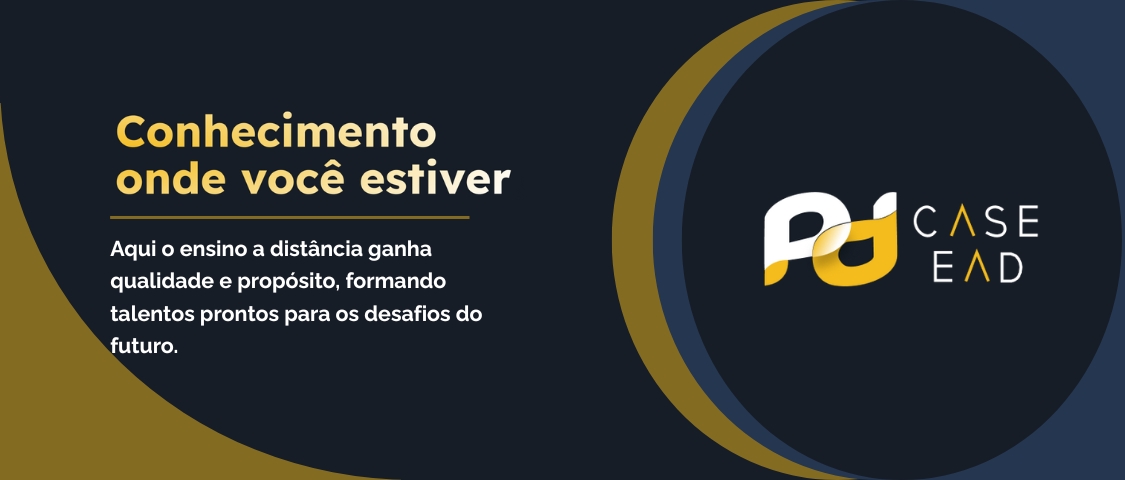 Conhecimento
onde você estiver
Aqui o ensino a distância ganha
qualidade e propósito, formando
talentos prontos para os desafios do
futuro.
Pd
CASE
EAD